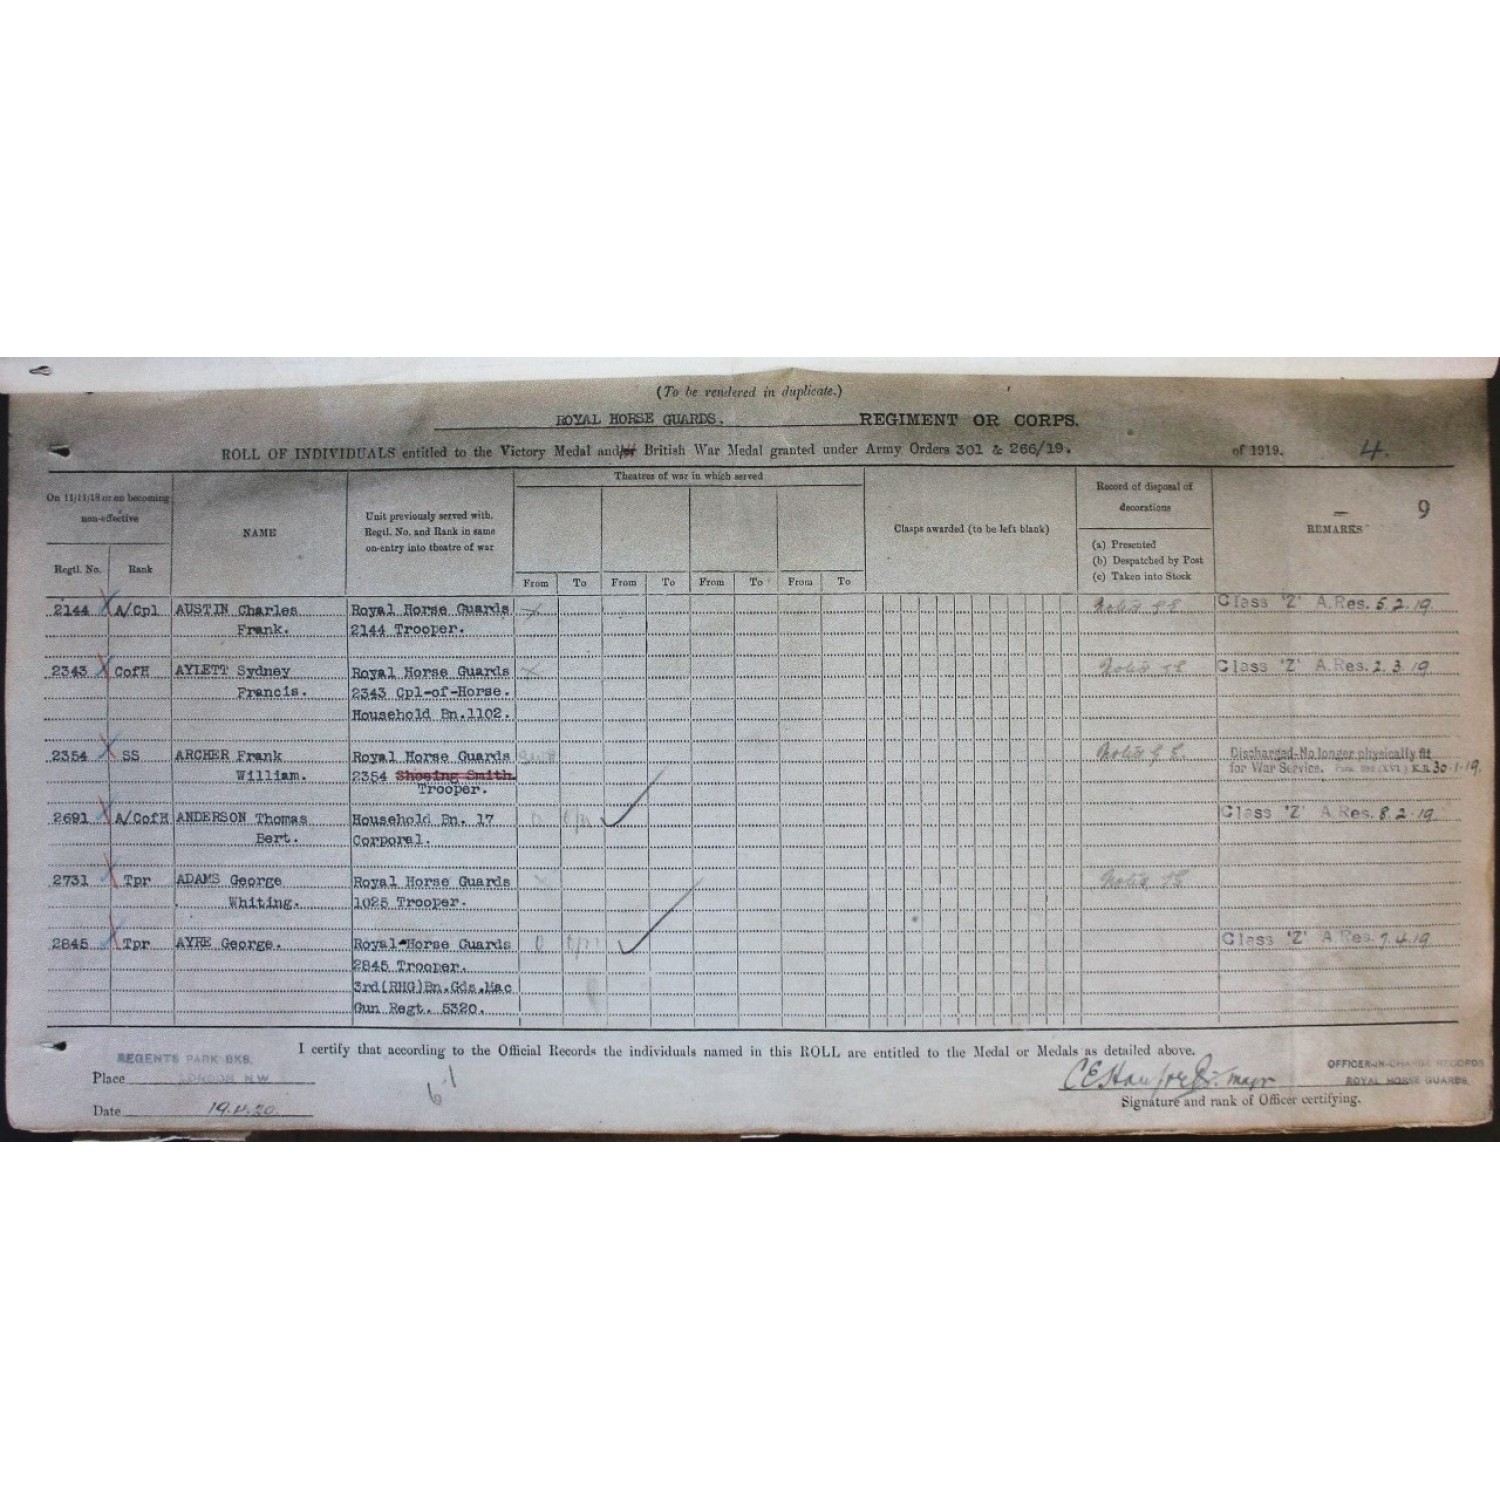 (To be rendered in duplicate.)
ROYAL HORSE GUARDS. REGIMENT OR CORPS.
ROLL OF INDIVIDUALS entitled to the Victory Medal and/or British War Medal granted under Army Orders 301 & 266/19. of 1919. 4.
9
On 11/11/18 or on becoming non-effective
Regtl. No. Rank
NAME
Unit previously served with. Regtl. No. and Rank in same on entry into theatre of war
Theatres of war in which served
From To From To From To From To
Clasps awarded (to be left blank)
Record of disposal of decorations
(a) Presented
(b) Despatched by Post
(c) Taken into Stock
REMARKS
2144 A/Cpl AUSTIN Charles Royal Horse Guards Class 'Z' A.Res. 5.2.19.
Frank. 2144 Trooper.
2343 CofH AYLETT Sydney Royal Horse Guards Class 'Z' A.Res. 2.3.19.
Francis. 2343 Cpl-of-Horse.
Household Bn.1102.
2354 SS ARCHER Frank Royal Horse Guards Discharged-No longer physically fit
William. 2354 Shoeing Smith. for War Service. K.R. 30.1.19.
Trooper.
2691 A/CofH ANDERSON Thomas Household Bn. 17 Class 'Z' A Res. 8.2.19.
Bert. Corporal.
2731 Tpr ADAMS George Royal Horse Guards
Whiting. 1025 Trooper.
2845 Tpr AYRE George. Royal Horse Guards Class 'Z' A Res. 7.4.19
2845 Trooper.
3rd(RHG)Bn.Gds.Mac
Gun Regt. 5320.
I certify that according to the Official Records the individuals named in this ROLL are entitled to the Medal or Medals as detailed above.
REGENTS PARK BKS.
Place LONDON N.W.
Date
OFFICER-IN-CHARGE RECORDS
ROYAL HORSE GUARDS.
Major
Signature and rank of Officer certifying.